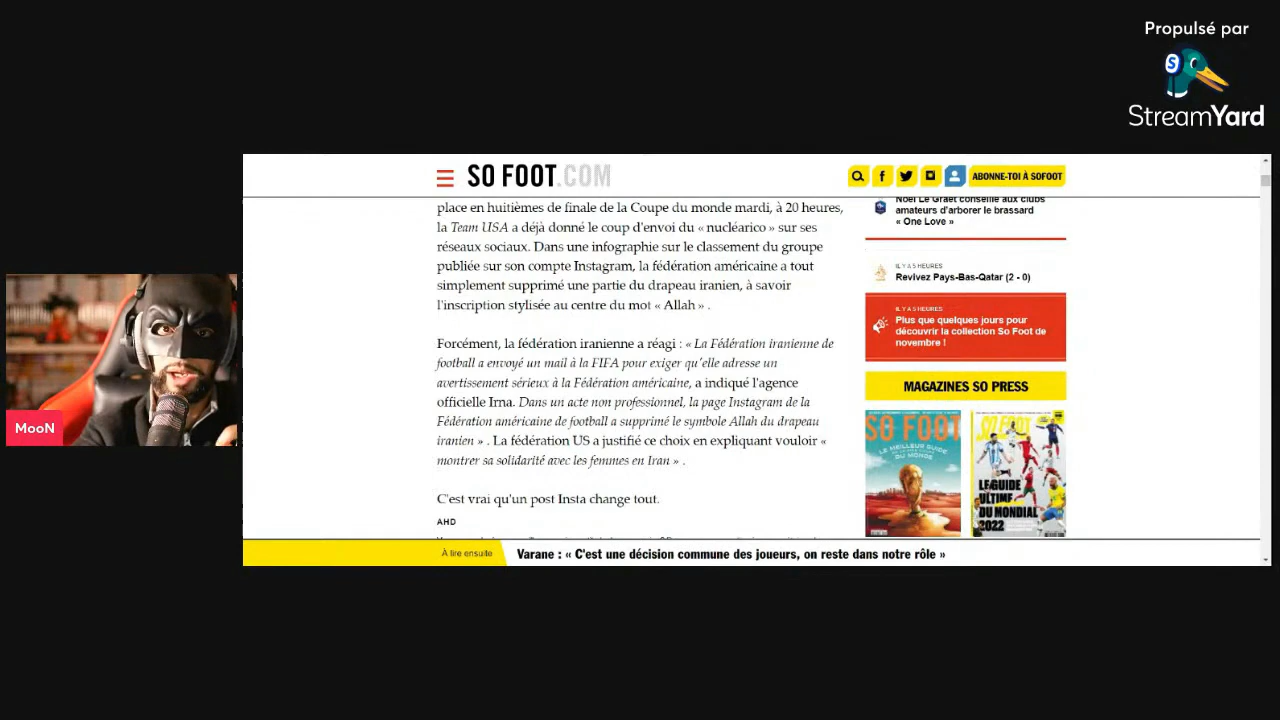 Propulsé par
StreamYard
SO FOOT.COM
ABONNE-TOI À SOFOOT
place en huitièmes de finale de la Coupe du monde mardi, à 20 heures,
la Team USA a déjà donné le coup d'envoi du « nucléarico » sur ses
réseaux sociaux. Dans une infographie sur le classement du groupe
publiée sur son compte Instagram, la fédération américaine a tout
simplement supprimé une partie du drapeau iranien, à savoir
l'inscription stylisée au centre du mot « Allah » .
Forcément, la fédération iranienne a réagi : « La Fédération iranienne de
football a envoyé un mail à la FIFA pour exiger qu'elle adresse un
avertissement sérieux à la Fédération américaine, a indiqué l'agence
officielle Irna. Dans un acte non professionnel, la page Instagram de la
Fédération américaine de football a supprimé le symbole Allah du drapeau
iranien » . La fédération US a justifié ce choix en expliquant vouloir «
montrer sa solidarité avec les femmes en Iran » .
C'est vrai qu'un post Insta change tout.
AHD
Noël Le Graët conseille aux clubs
amateurs d'arborer le brassard
« One Love »
IL Y A 5 HEURES
Revivez Pays-Bas-Qatar (2 - 0)
IL Y A 5 HEURES
Plus que quelques jours pour
découvrir la collection So Foot de
novembre !
MAGAZINES SO PRESS
SO FOOT
LE MEILLEUR GUIDE
DU MONDE
SO FOOT
LE GUIDE
ULTIME
DU MONDIAL
2022
À lire ensuite
Varane : « C'est une décision commune des joueurs, on reste dans notre rôle »
MooN